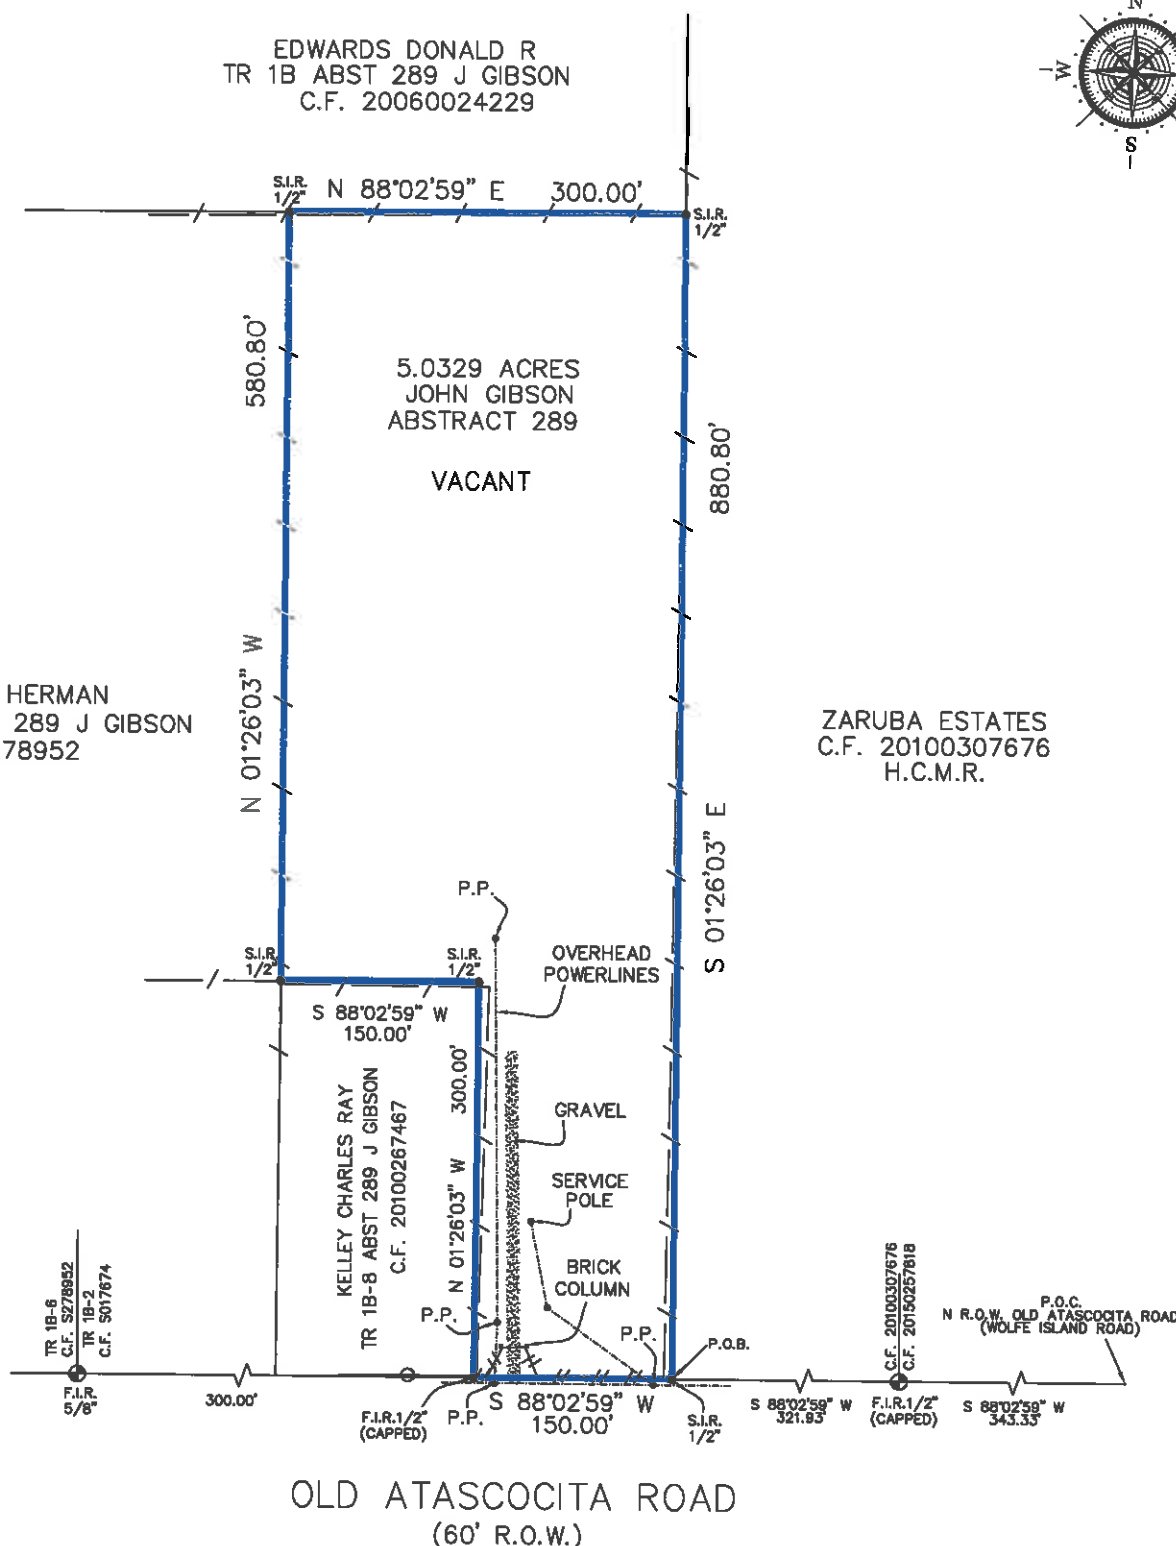 EDWARDS DONALD R
TR 1B ABST 289 J GIBSON
C.F. 20060024229
N
W
S
S.I.R.
1/2"
N 88°02'59" E 300.00'
S.I.R.
1/2"
580.80'
5.0329 ACRES
JOHN GIBSON
ABSTRACT 289
VACANT
880.80'
N 01°26'03" W
HERMAN
289 J GIBSON
78952
ZARUBA ESTATES
C.F. 20100307676
H.C.M.R.
S 01°26'03" E
P.P.
S.I.R.
1/2"
S.I.R.
1/2"
OVERHEAD
POWERLINES
S 88°02'59" W
150.00'
KELLEY CHARLES RAY
TR 1B-8 ABST 289 J GIBSON
C.F. 20100267467
N 01°26'03" W 300.00'
GRAVEL
SERVICE
POLE
BRICK
COLUMN
P.P.
P.P.
P.O.B.
TR 1B-6
C.F. S278952
TR 1B-2
C.F. S017674
C.F. 20100307676
C.F. 20150257818
P.O.C.
N R.O.W. OLD ATASCOCITA ROAD
(WOLFE ISLAND ROAD)
F.I.R.
5/8"
300.00'
F.I.R.1/2"
(CAPPED)
P.P.
S 88°02'59" W
150.00'
S.I.R.
1/2"
S 88°02'59" W
321.93'
F.I.R.1/2"
(CAPPED)
S 88°02'59" W
343.33'
OLD ATASCOCITA ROAD
(60' R.O.W.)